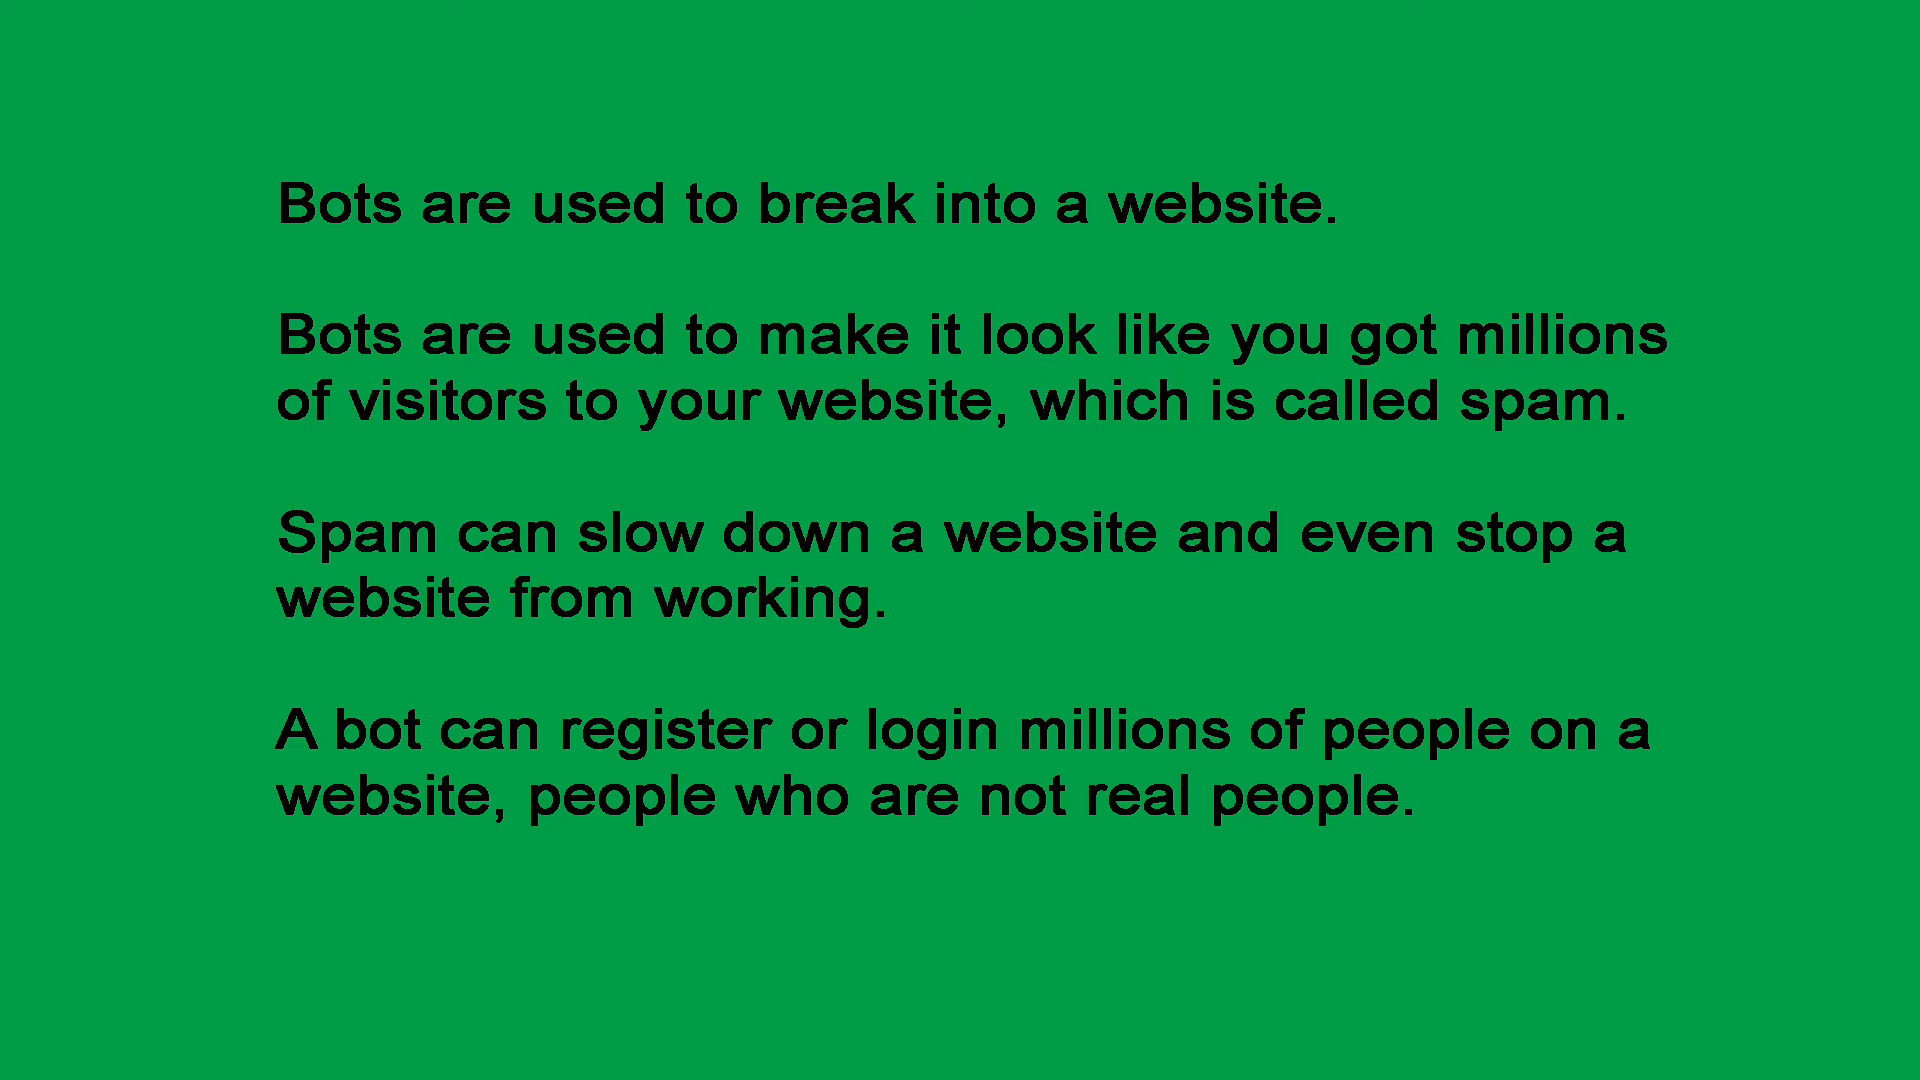 Bots are used to break into a website.
Bots are used to make it look like you got millions
of visitors to your website, which is called spam.
Spam can slow down a website and even stop a
website from working.
A bot can register or login millions of people on a
website, people who are not real people.